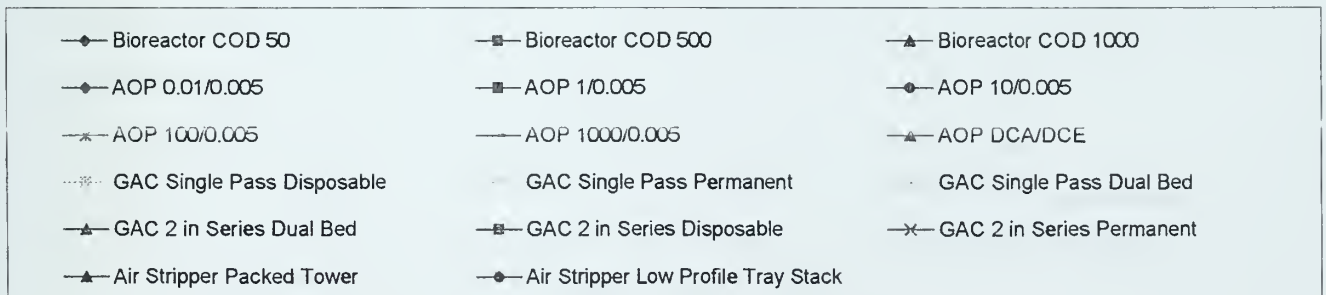 Bioreactor COD 50 Bioreactor COD 500 Bioreactor COD 1000
AOP 0.01/0.005 AOP 1/0.005 AOP 10/0.005
AOP 100/0.005 AOP 1000/0.005 AOP DCA/DCE
GAC Single Pass Disposable GAC Single Pass Permanent GAC Single Pass Dual Bed
GAC 2 in Series Dual Bed GAC 2 in Series Disposable GAC 2 in Series Permanent
Air Stripper Packed Tower Air Stripper Low Profile Tray Stack